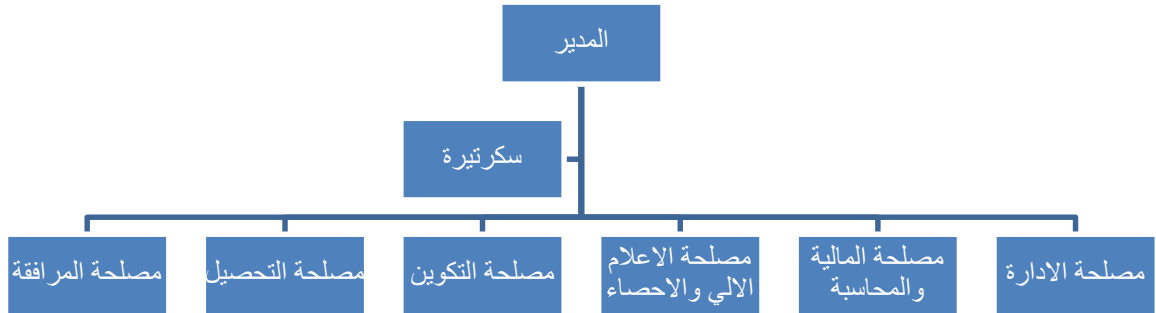 المدير
سكرتيرة
مصلحة الادارة
مصلحة المالية
والمحاسبة
مصلحة الاعلام
الالي والاحصاء
مصلحة التكوين
مصلحة التحصيل
مصلحة المرافقة